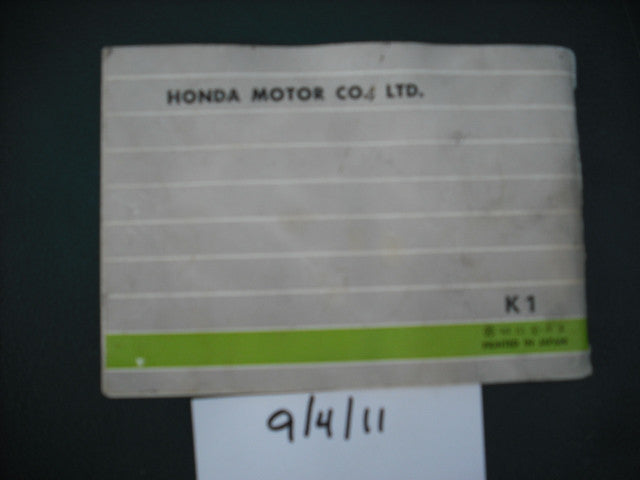 HONDA MOTOR CO., LTD.
K1
PRINTED IN JAPAN
9/4/11